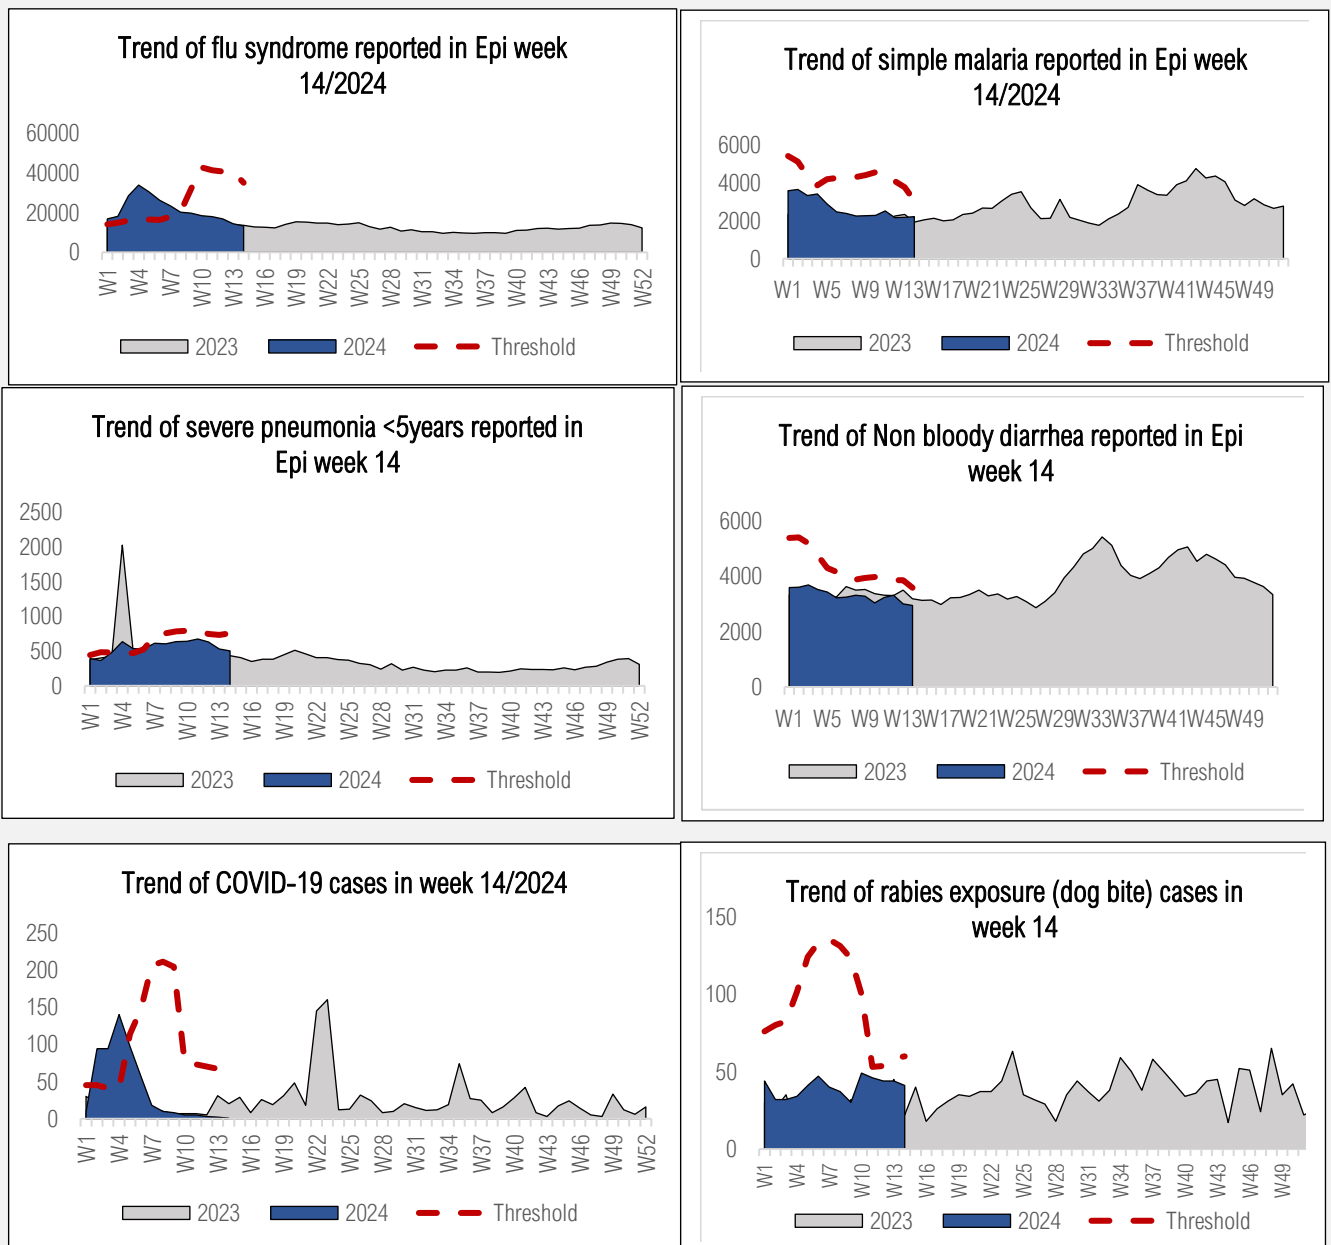 Trend of flu syndrome reported in Epi week
14/2024
60000
40000
20000
0
W1 W4 W7 W10 W13 W16 W19 W22 W25 W28 W31 W34 W37 W40 W43 W46 W49 W52
2023 2024 Threshold
Trend of simple malaria reported in Epi week
14/2024
6000
4000
2000
0
W1 W5 W9 W13W17W21W25W29W33W37W41W45W49
2023 2024 Threshold
Trend of severe pneumonia <5years reported in
Epi week 14
2500
2000
1500
1000
500
0
W1 W4 W7 W10 W13 W16 W19 W22 W25 W28 W31 W34 W37 W40 W43 W46 W49 W52
2023 2024 Threshold
Trend of Non bloody diarrhea reported in Epi
week 14
6000
4000
2000
0
W1 W5 W9 W13W17W21W25W29W33W37W41W45W49
2023 2024 Threshold
Trend of COVID-19 cases in week 14/2024
250
200
150
100
50
0
W1 W4 W7 W10 W13 W16 W19 W22 W25 W28 W31 W34 W37 W40 W43 W46 W49 W52
2023 2024 Threshold
Trend of rabies exposure (dog bite) cases in
week 14
150
100
50
0
W1 W4 W7 W10 W13 W16 W19 W22 W25 W28 W31 W34 W37 W40 W43 W46 W49
2023 2024 Threshold